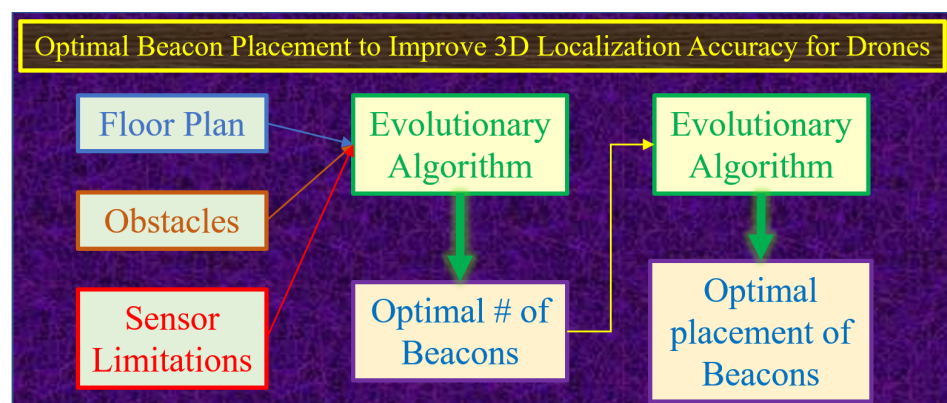 Optimal Beacon Placement to Improve 3D Localization Accuracy for Drones
Floor Plan
Obstacles
Sensor
Limitations
Evolutionary
Algorithm
Optimal # of
Beacons
Evolutionary
Algorithm
Optimal
placement of
Beacons